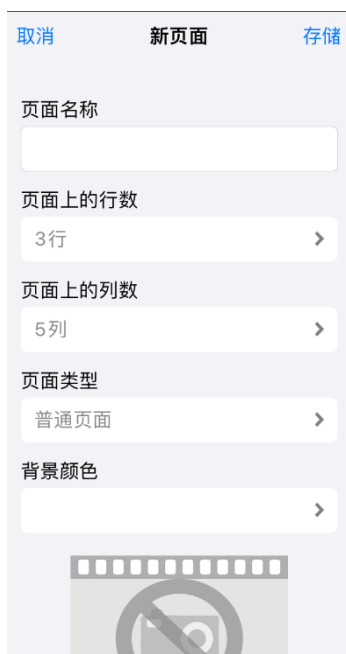 取消 新页面 存储
页面名称
页面上的行数
3行
页面上的列数
5列
页面类型
普通页面
背景颜色